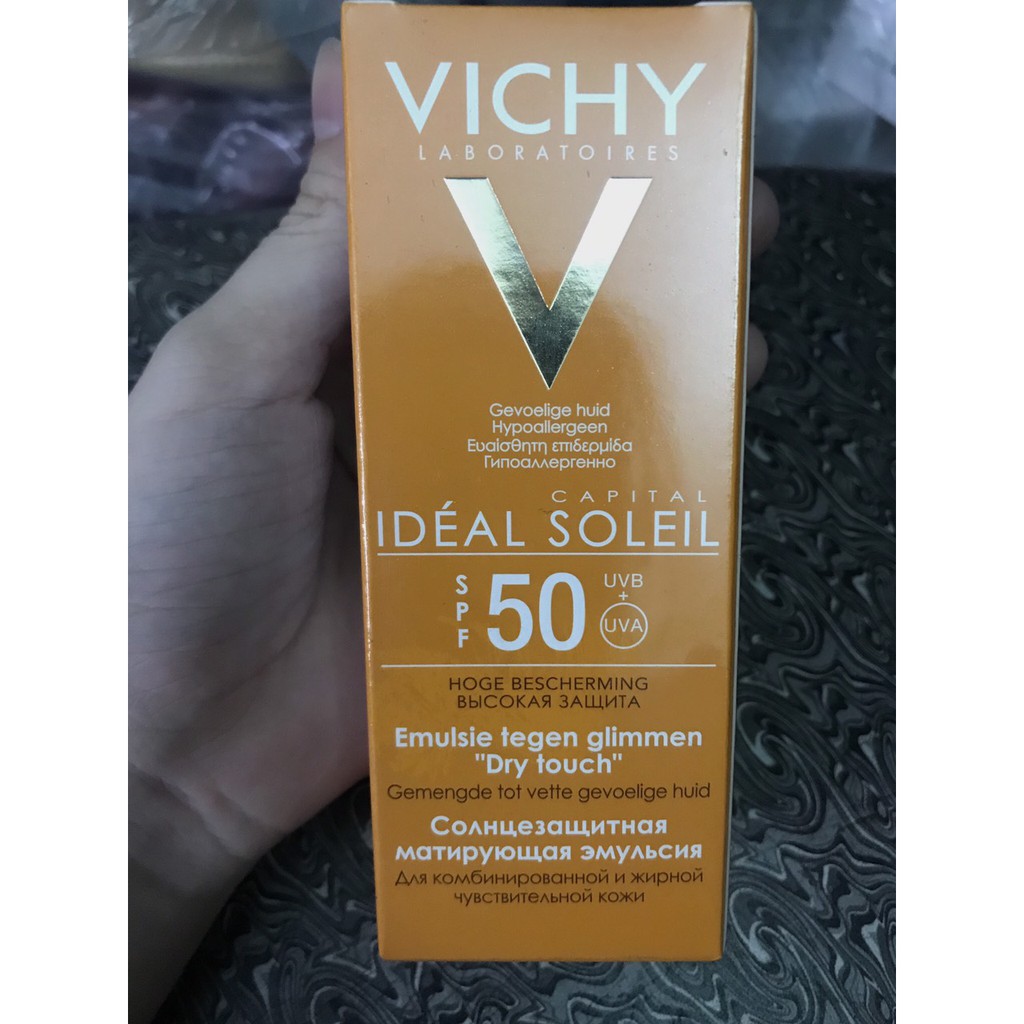 VICHY
LABORATOIRES
V
Gevoelige huid
Hypoallergeen
Ευαίσθητη επιδερμίδα
Гипоаллергенно
CAPITAL
IDÉAL SOLEIL
SPF 50 UVB + UVA
HOGE BESCHERMING
ВЫСОКАЯ ЗАЩИТА
Emulsie tegen glimmen
"Dry touch"
Gemengde tot vette gevoelige huid
Солнцезащитная
матирующая эмульсия
Для комбинированной и жирной
чувствительной кожи